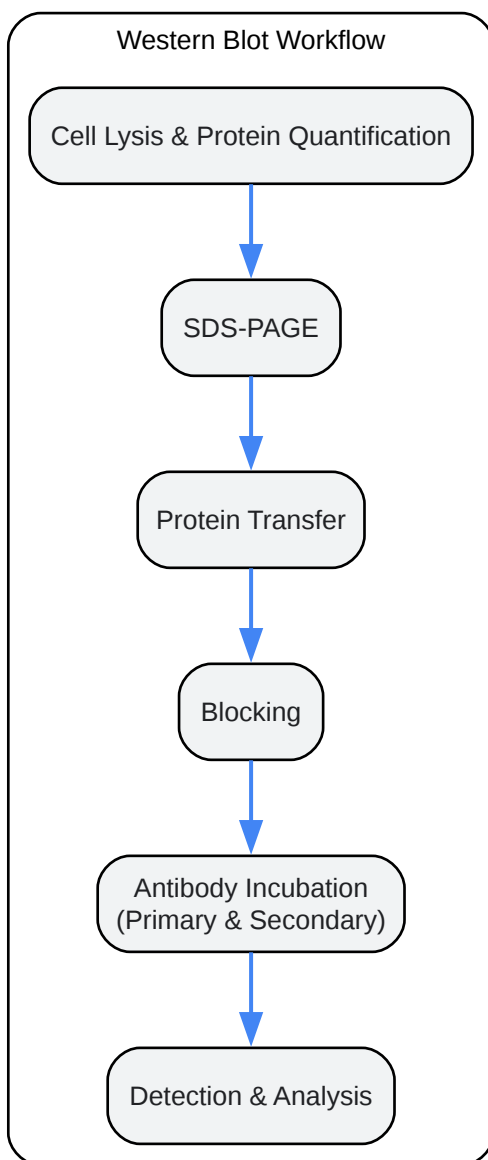 Western Blot Workflow
Cell Lysis & Protein Quantification
SDS-PAGE
Protein Transfer
Blocking
Antibody Incubation
(Primary & Secondary)
Detection & Analysis